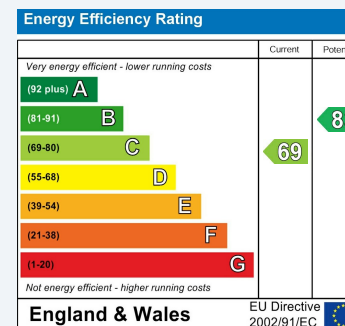 Energy Efficiency Rating
Current
Very energy efficient - lower running costs
(92 plus) A
(81-91) B
(69-80) C
69
(55-68) D
(39-54) E
(21-38) F
(1-20) G
Not energy efficient - higher running costs
England & Wales
EU Directive
2002/91/EC